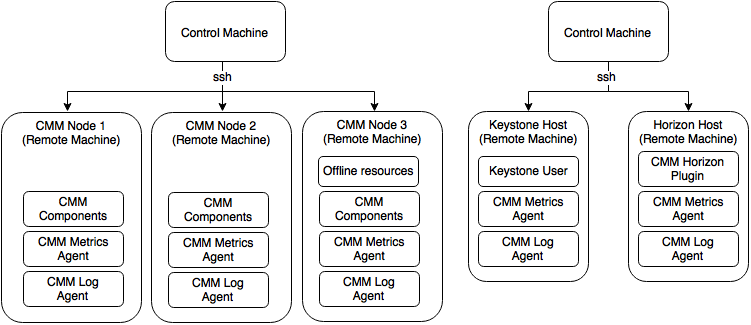 Control Machine
ssh
CMM Node 1
(Remote Machine)
CMM
Components
CMM Metrics
Agent
CMM Log
Agent
CMM Node 2
(Remote Machine)
CMM
Components
CMM Metrics
Agent
CMM Log
Agent
CMM Node 3
(Remote Machine)
Offline resources
CMM
Components
CMM Metrics
Agent
CMM Log
Agent
Control Machine
ssh
Keystone Host
(Remote Machine)
Keystone User
CMM Metrics
Agent
CMM Log
Agent
Horizon Host
(Remote Machine)
CMM Horizon
Plugin
CMM Metrics
Agent
CMM Log
Agent